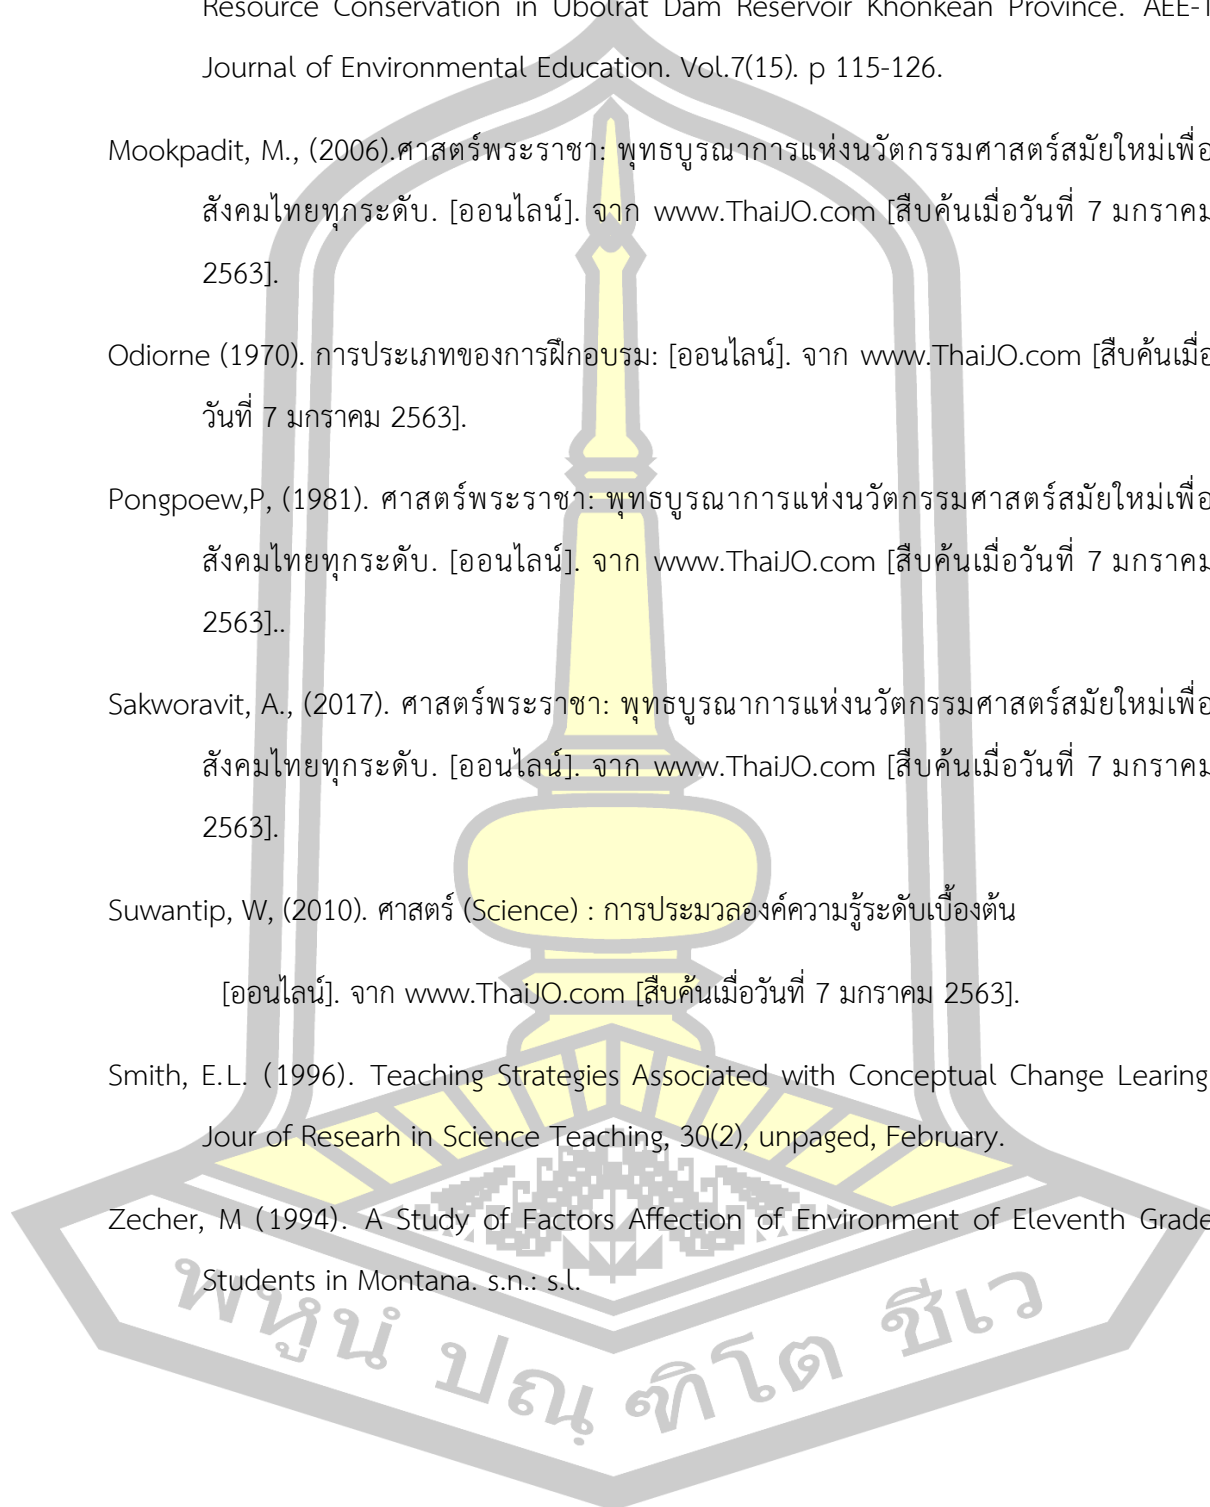 Resource Conservation in Ubolrat Dam Reservoir Khonkean Province. AEE-T
Journal of Environmental Education. Vol.7(15). p 115-126.
Mookpadit, M., (2006).ศาสตร์พระราชา: พุทธบูรณาการแห่งนวัตกรรมศาสตร์สมัยใหม่เพื่อ
สังคมไทยทุกระดับ. [ออนไลน์]. จาก www.ThaiJO.com [สืบค้นเมื่อวันที่ 7 มกราคม
2563].
Odiorne (1970). การประเภทของการฝึกอบรม: [ออนไลน์]. จาก www.ThaiJO.com [สืบค้นเมื่อ
วันที่ 7 มกราคม 2563].
Pongpoew,P, (1981). ศาสตร์พระราชา: พุทธบูรณาการแห่งนวัตกรรมศาสตร์สมัยใหม่เพื่อ
สังคมไทยทุกระดับ. [ออนไลน์]. จาก www.ThaiJO.com [สืบค้นเมื่อวันที่ 7 มกราคม
2563]..
Sakworavit, A., (2017). ศาสตร์พระราชา: พุทธบูรณาการแห่งนวัตกรรมศาสตร์สมัยใหม่เพื่อ
สังคมไทยทุกระดับ. [ออนไลน์]. จาก www.ThaiJO.com [สืบค้นเมื่อวันที่ 7 มกราคม
2563].
Suwantip, W, (2010). ศาสตร์ (Science) : การประมวลองค์ความรู้ระดับเบื้องต้น
[ออนไลน์]. จาก www.ThaiJO.com [สืบค้นเมื่อวันที่ 7 มกราคม 2563].
Smith, E.L. (1996). Teaching Strategies Associated with Conceptual Change Learing
Jour of Researh in Science Teaching, 30(2), unpaged, February.
Zecher, M (1994). A Study of Factors Affection of Environment of Eleventh Grade
Students in Montana. s.n.: s.l.
พหูนํ ปณฺฑิโต ชีเว